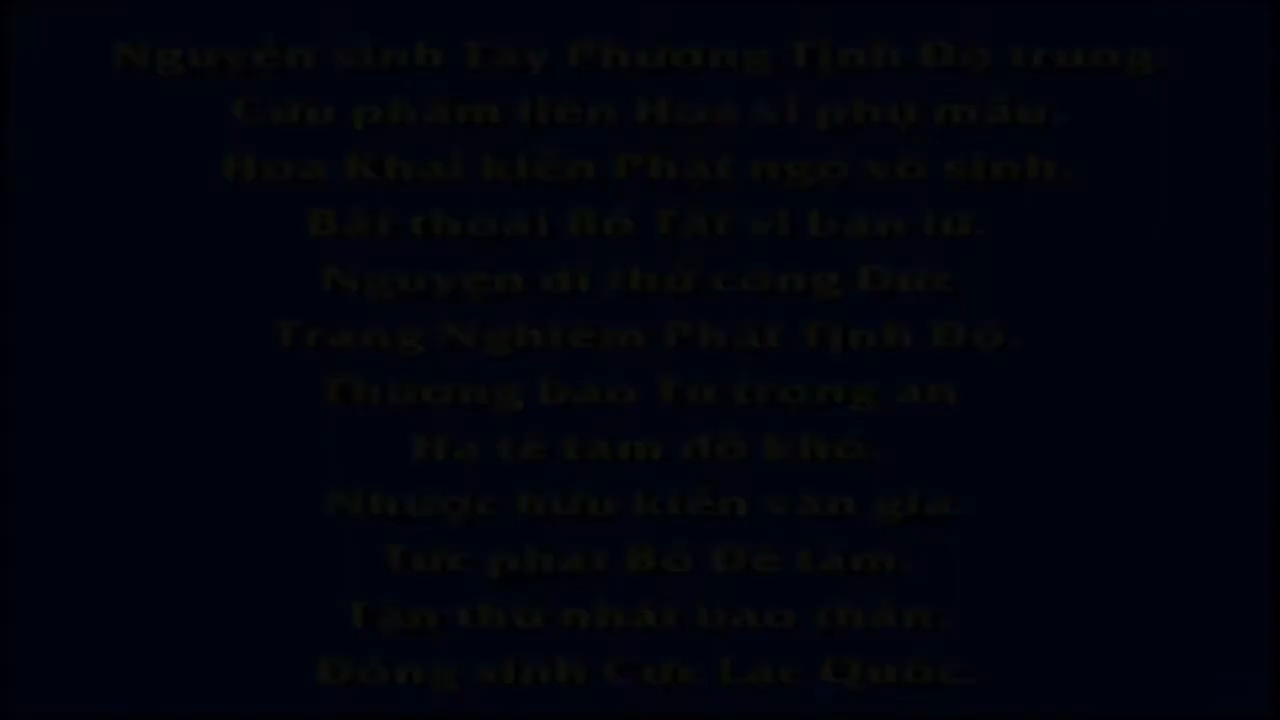 Nguyện sinh Tây Phương Tịnh Độ trung.
Cửu phẩm liên Hoa vi phụ mẫu.
Hoa Khai kiến Phật ngộ vô sinh.
Bất thoái Bồ Tát vi bạn lữ.
Nguyện dĩ thử công Đức
Trang Nghiêm Phật Tịnh Độ.
Thượng báo Tứ trọng ân
Hạ tế tam đồ khổ.
Nhược hữu kiến văn giả.
Tức phát Bồ Đề tâm.
Tận thử nhất báo thân.
Đồng sinh Cực Lạc Quốc.